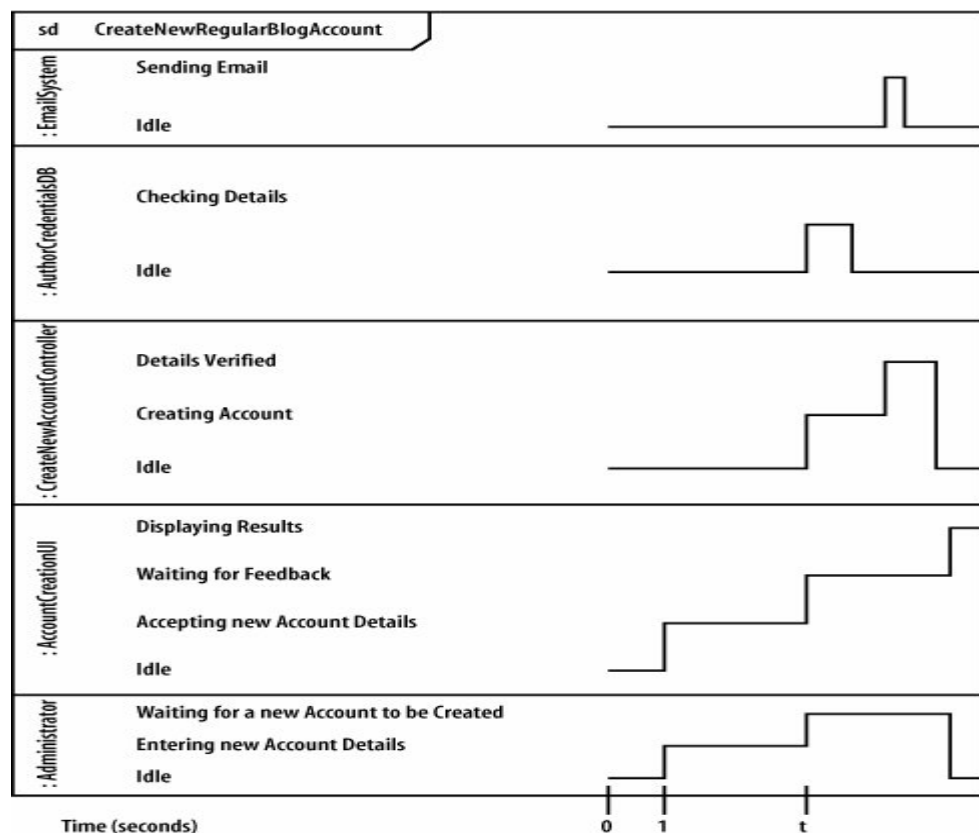 sd CreateNewRegularBlogAccount
: EmailSystem
Sending Email
Idle
: AuthorCredentialsDB
Checking Details
Idle
: CreateNewAccountController
Details Verified
Creating Account
Idle
: AccountCreationUI
Displaying Results
Waiting for Feedback
Accepting new Account Details
Idle
: Administrator
Waiting for a new Account to be Created
Entering new Account Details
Idle
Time (seconds) 0 1 t